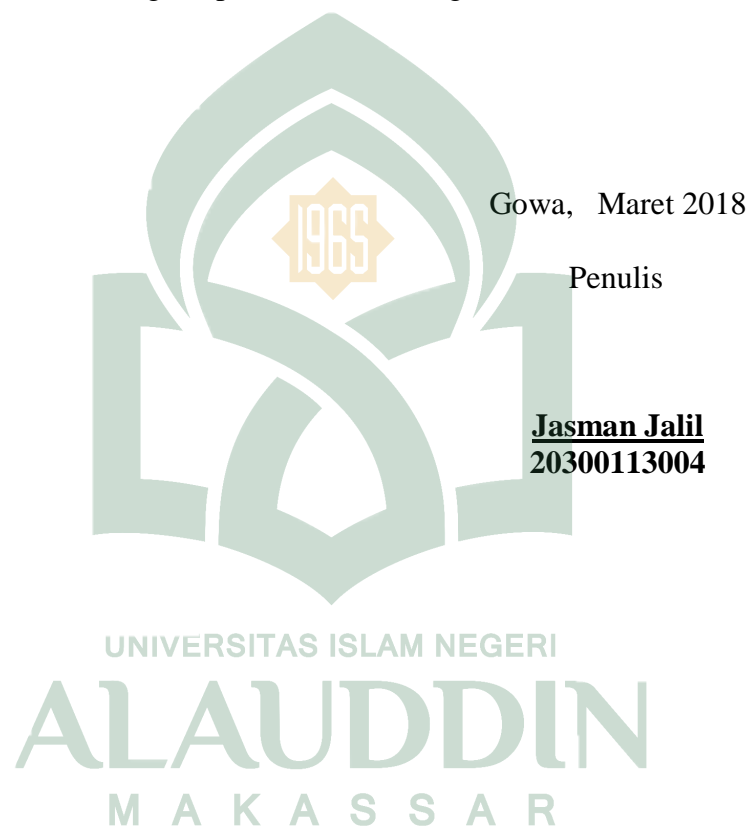 Gowa, Maret 2018
Penulis
1965
Jasman Jalil
20300113004
UNIVERSITAS ISLAM NEGERI
ALAUDDIN
MAKASSAR